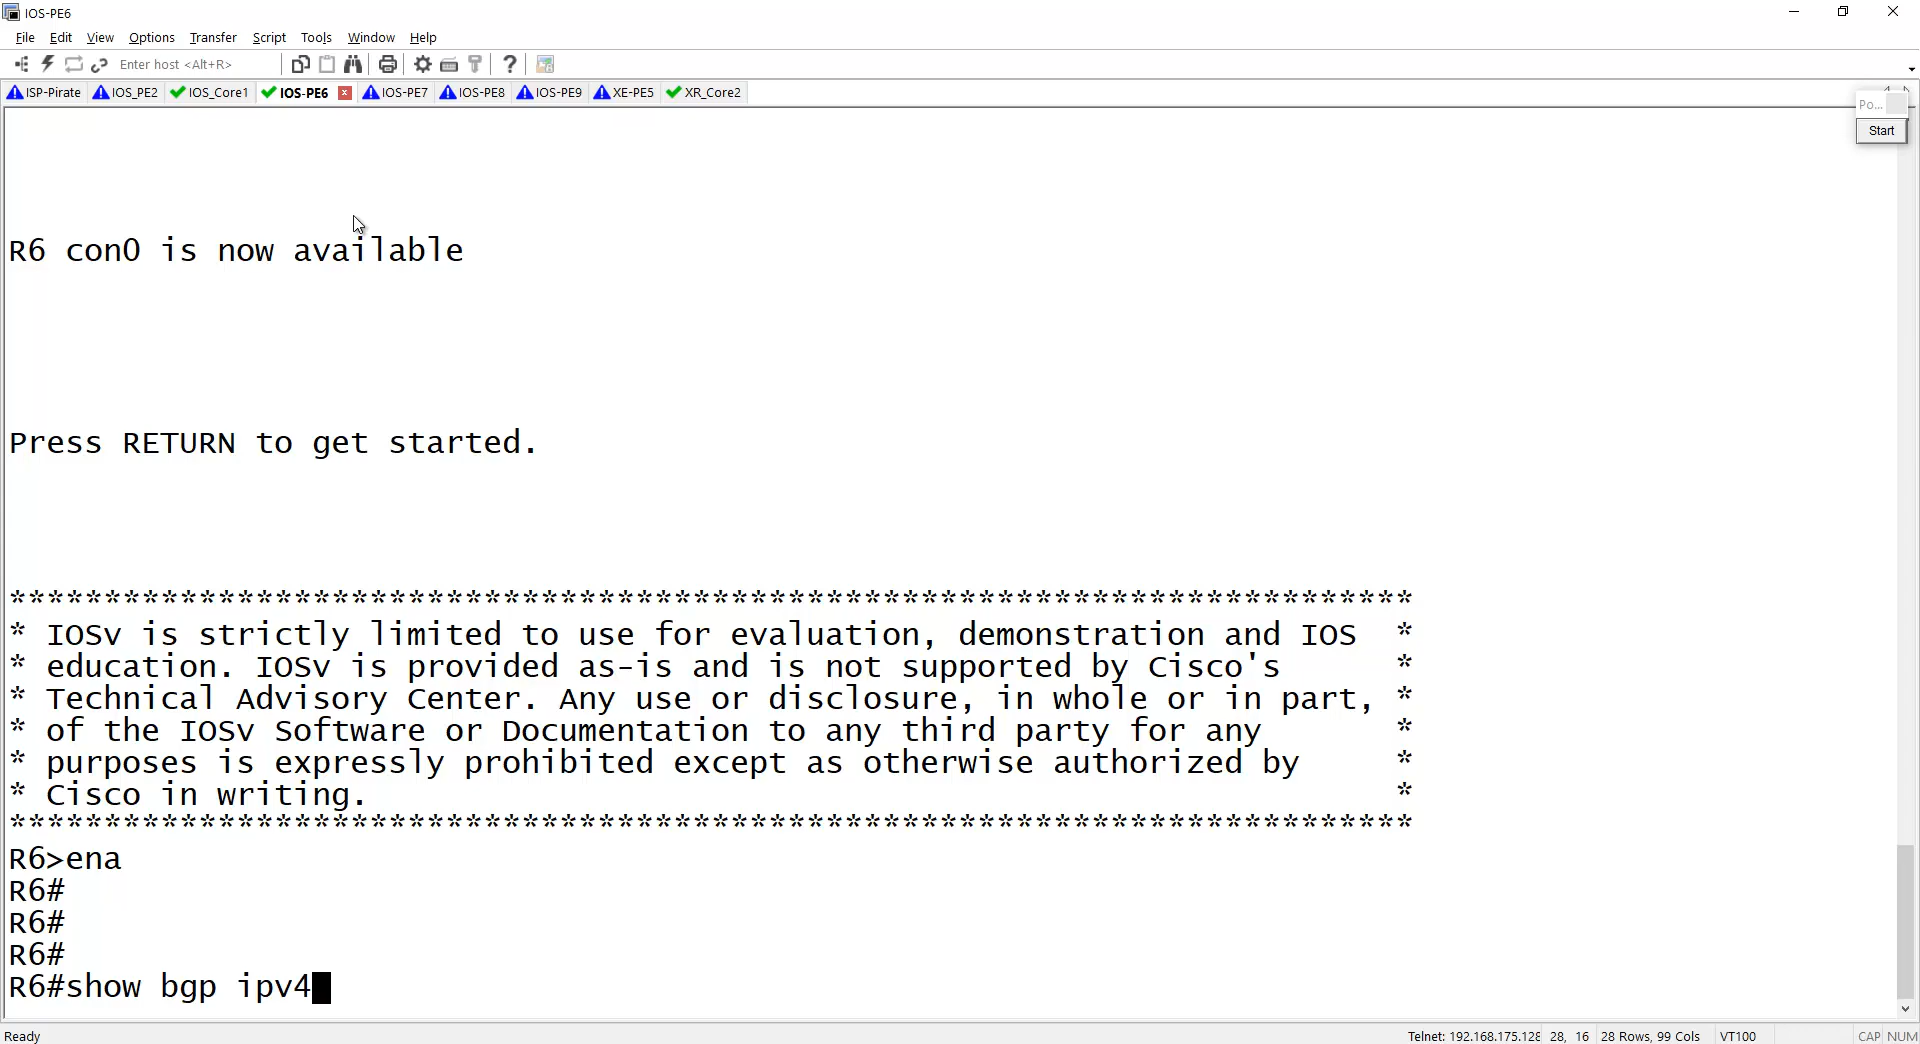 IOS-PE6
File Edit View Options Transfer Script Tools Window Help
Enter host <Alt+R>
ISP-Pirate IOS_PE2 IOS_Core1 IOS-PE6 IOS-PE7 IOS-PE8 IOS-PE9 XE-PE5 XR_Core2
Po...
Start
R6 con0 is now available
Press RETURN to get started.
**************************************************************************
* IOSv is strictly limited to use for evaluation, demonstration and IOS  *
* education. IOSv is provided as-is and is not supported by Cisco's      *
* Technical Advisory Center. Any use or disclosure, in whole or in part, *
* of the IOSv Software or Documentation to any third party for any       *
* purposes is expressly prohibited except as otherwise authorized by     *
* Cisco in writing.                                                      *
**************************************************************************
R6>ena
R6#
R6#
R6#
R6#show bgp ipv4
Ready Telnet: 192.168.175.128 28, 16 28 Rows, 99 Cols VT100 CAP NUM